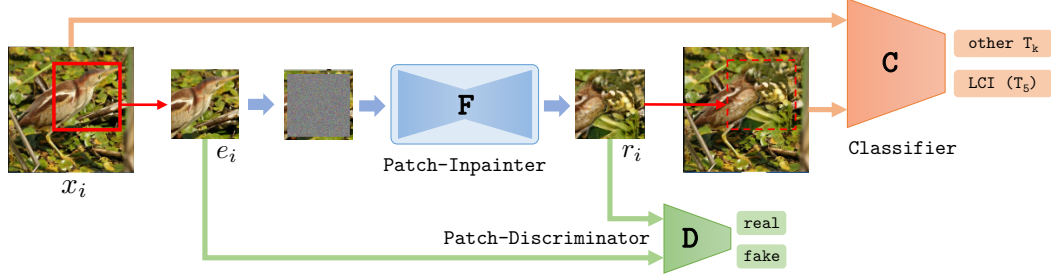 x_i
e_i
F
Patch-Inpainter
r_i
C
other T_k
LCI (T_5)
Classifier
Patch-Discriminator
D
real
fake